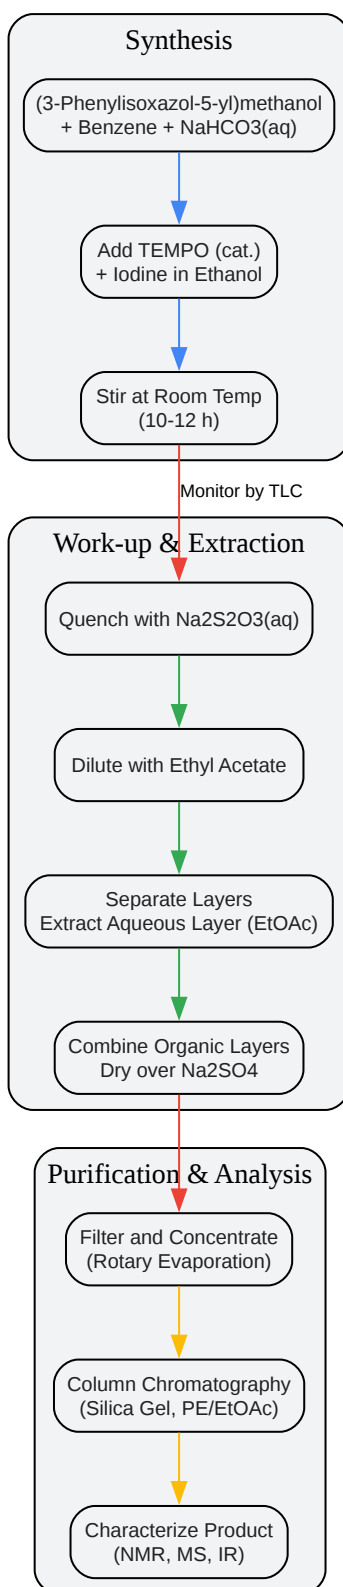 Synthesis
(3-Phenylisoxazol-5-yl)methanol
+ Benzene + NaHCO3(aq)
Add TEMPO (cat.)
+ Iodine in Ethanol
Stir at Room Temp
(10-12 h)
Monitor by TLC
Work-up & Extraction
Quench with Na2S2O3(aq)
Dilute with Ethyl Acetate
Separate Layers
Extract Aqueous Layer (EtOAc)
Combine Organic Layers
Dry over Na2SO4
Purification & Analysis
Filter and Concentrate
(Rotary Evaporation)
Column Chromatography
(Silica Gel, PE/EtOAc)
Characterize Product
(NMR, MS, IR)